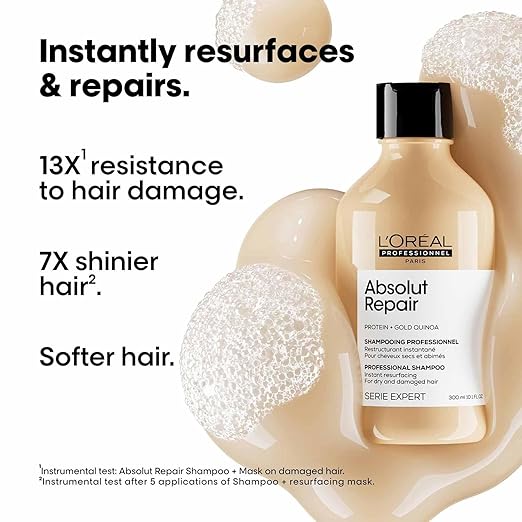 Instantly resurfaces
& repairs.
13X¹ resistance
to hair damage.
7X shinier
hair².
Softer hair.
L'ORÉAL
PROFESSIONNEL
PARIS
Absolut
Repair
PROTEIN + GOLD QUINOA
SHAMPOOING PROFESSIONNEL
Restructurant instantané
Pour cheveux secs et abîmés
PROFESSIONAL SHAMPOO
Instant resurfacing
For dry and damaged hair
SERIE EXPERT
300 ml 10.1 FL.OZ
¹Instrumental test: Absolut Repair Shampoo + Mask on damaged hair.
²Instrumental test after 5 applications of Shampoo + resurfacing mask.